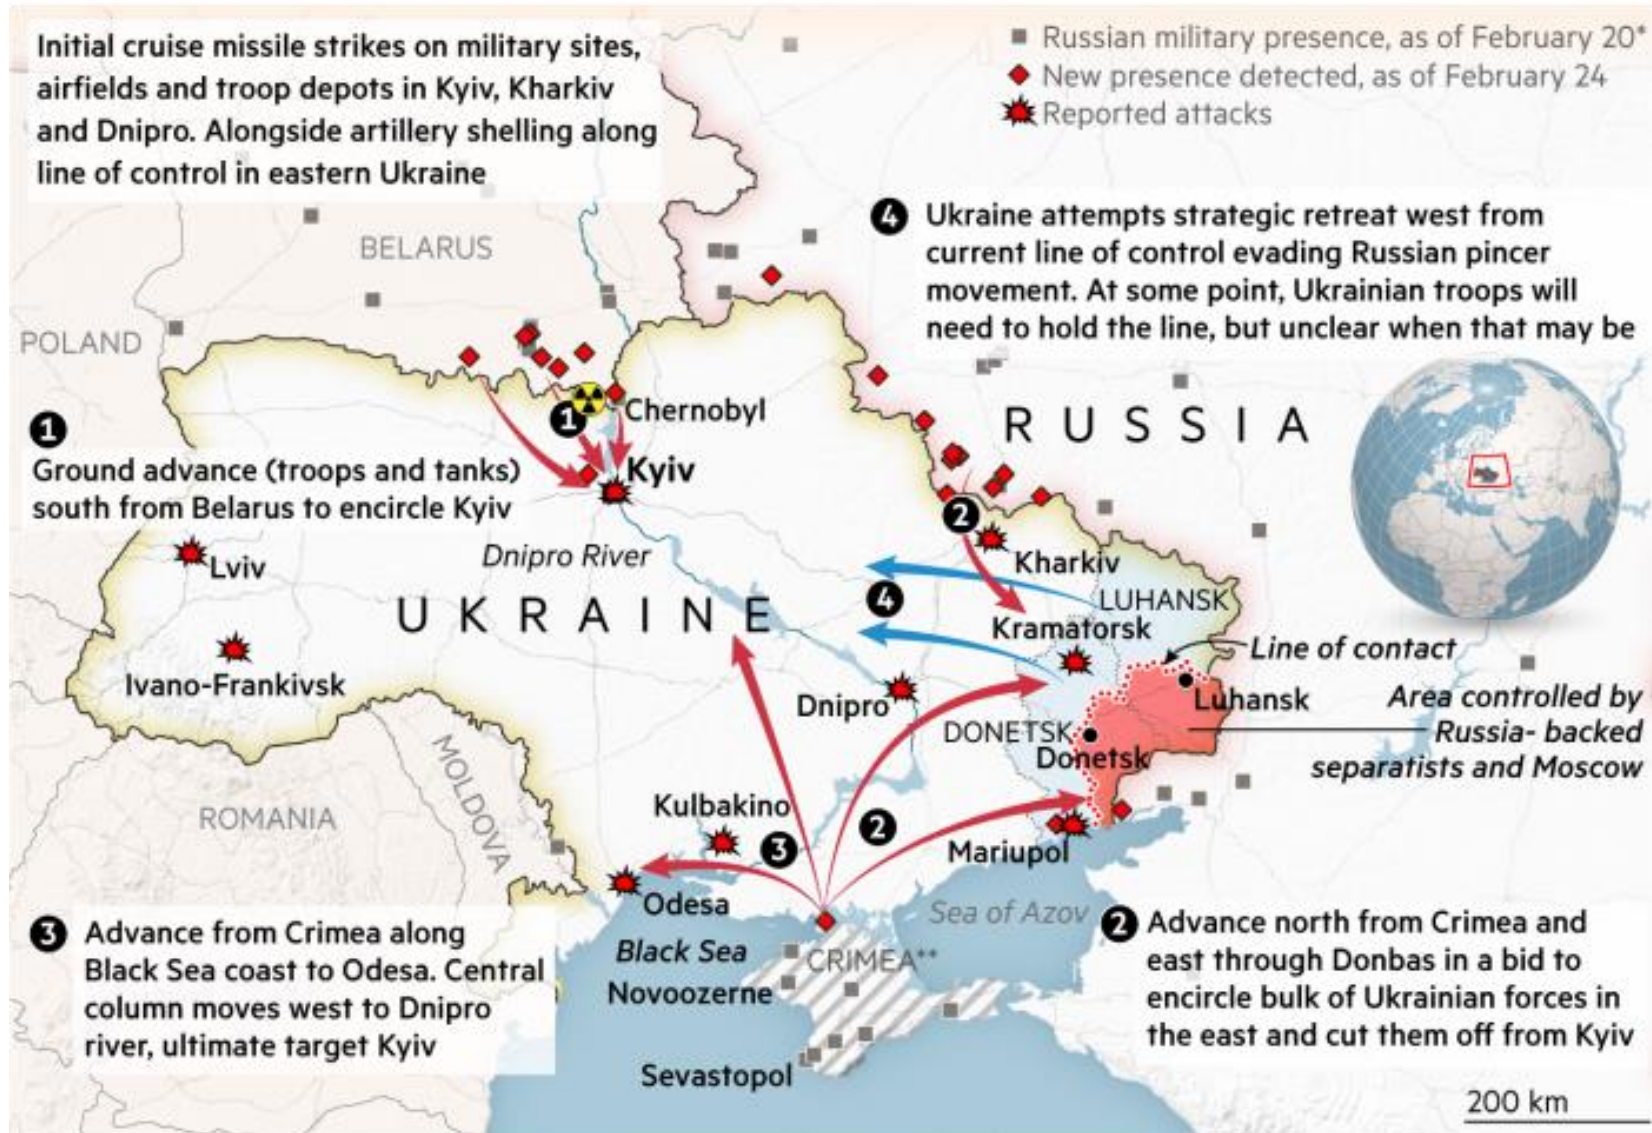 Initial cruise missile strikes on military sites,
airfields and troop depots in Kyiv, Kharkiv
and Dnipro. Alongside artillery shelling along
line of control in eastern Ukraine
Russian military presence, as of February 20*
New presence detected, as of February 24
Reported attacks
4 Ukraine attempts strategic retreat west from
current line of control evading Russian pincer
movement. At some point, Ukrainian troops will
need to hold the line, but unclear when that may be
BELARUS
POLAND
RUSSIA
1
Ground advance (troops and tanks)
south from Belarus to encircle Kyiv
1
Chernobyl
Kyiv
2
Kharkiv
Lviv
Dnipro River
4
UKRAINE
LUHANSK
Kramatorsk
Line of contact
Ivano-Frankivsk
Dnipro
Luhansk
Area controlled by
Russia- backed
separatists and Moscow
DONETSK
Donetsk
MOLDOVA
ROMANIA
Kulbakino
3
2
Mariupol
Odesa
Sea of Azov
Black Sea
CRIMEA**
Novoozerne
Sevastopol
3 Advance from Crimea along
Black Sea coast to Odesa. Central
column moves west to Dnipro
river, ultimate target Kyiv
2 Advance north from Crimea and
east through Donbas in a bid to
encircle bulk of Ukrainian forces in
the east and cut them off from Kyiv
200 km